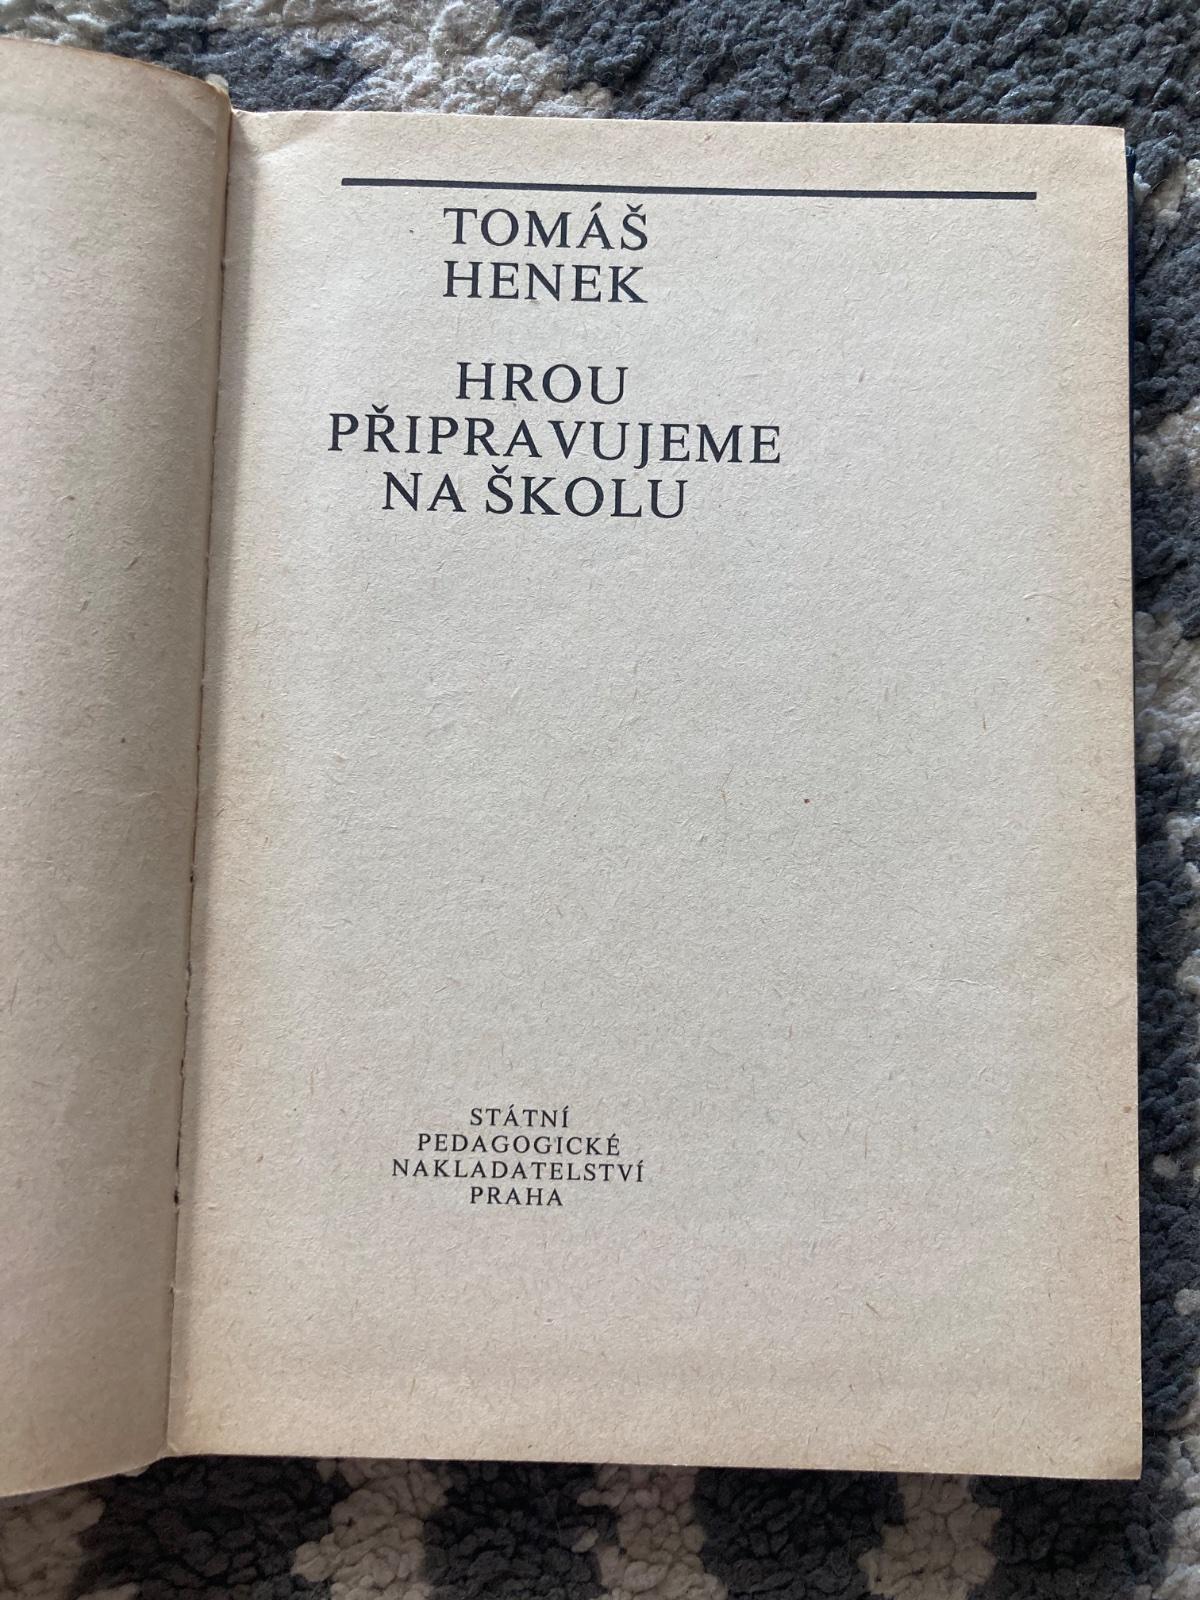 TOMÁŠ
HENEK
HROU
PŘIPRAVUJEME
NA ŠKOLU
STÁTNÍ
PEDAGOGICKÉ
NAKLADATELSTVÍ
PRAHA